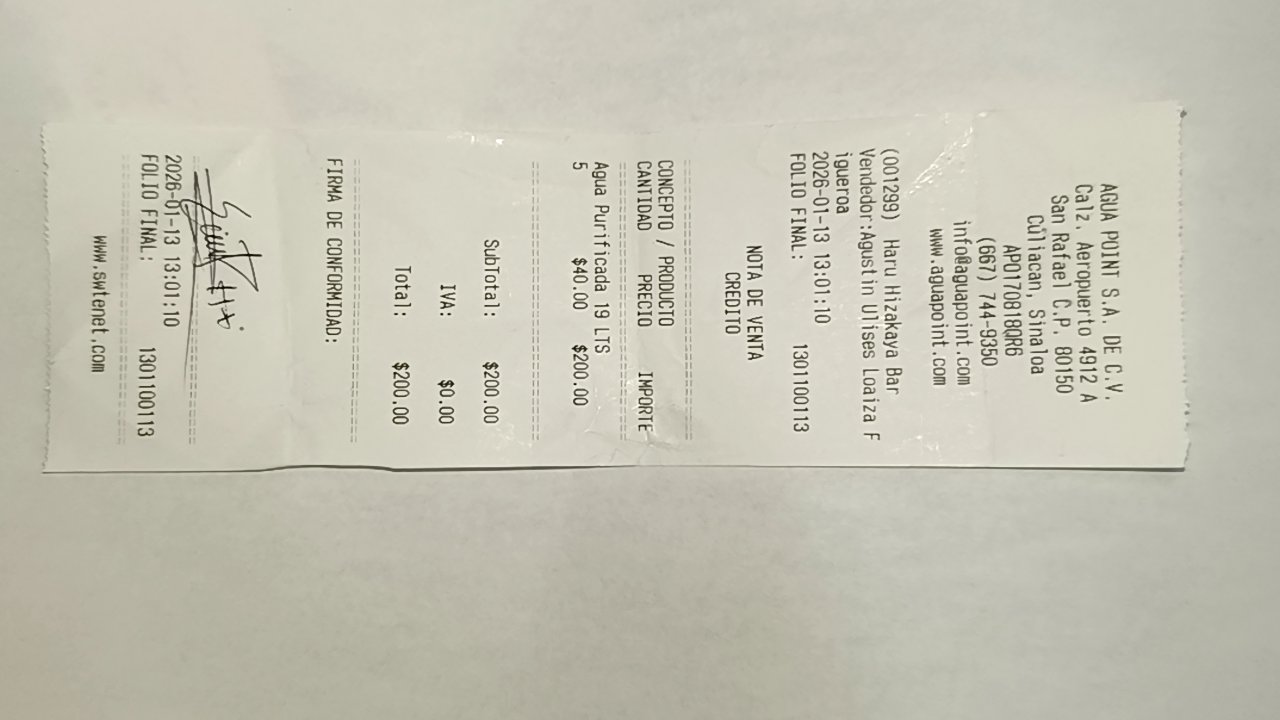 AGUA POINT S.A. DE C.V.
Calz. Aeropuerto 4912 A
San Rafael C.P. 80150
Culiacan, Sinaloa
APO170818QR6
(667) 744-9350
info@aguapoint.com
www.aguapoint.com
(001299) Haru Hizakaya Bar
Vendedor:Agustin Ulises Loaiza F
igueroa
2026-01-13 13:01:10
FOLIO FINAL: 1301100113
NOTA DE VENTA
CREDITO
CONCEPTO / PRODUCTO
CANTIDAD PRECIO IMPORTE
Agua Purificada 19 LTS
5 $40.00 $200.00
SubTotal: $200.00
IVA: $0.00
Total: $200.00
FIRMA DE CONFORMIDAD:
2026-01-13 13:01:10
FOLIO FINAL: 1301100113
www.swtenet.com